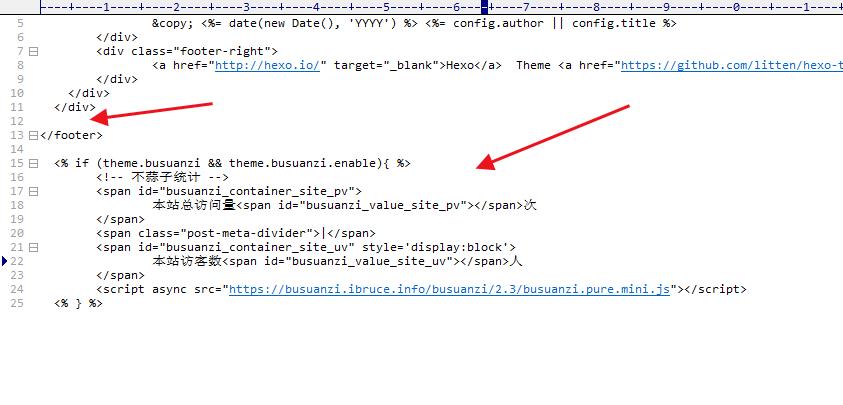 ----+----1----+----2----+----3----+----4----+----5----+----6----+----7----+----8----+----9----+----0----+----1----+--
5 &copy; <%= date(new Date(), 'YYYY') %> <%= config.author || config.title %>
6 </div>
7 <div class="footer-right">
8 <a href="http://hexo.io/" target="_blank">Hexo</a>  Theme <a href="https://github.com/litten/hexo-t
9 </div>
10 </div>
11 </div>
12
13 </footer>
14
15 <% if (theme.busuanzi && theme.busuanzi.enable){ %>
16 <!-- 不蒜子统计 -->
17 <span id="busuanzi_container_site_pv">
18 本站总访问量<span id="busuanzi_value_site_pv"></span>次
19 </span>
20 <span class="post-meta-divider">|</span>
21 <span id="busuanzi_container_site_uv" style='display:block'>
22 本站访客数<span id="busuanzi_value_site_uv"></span>人
23 </span>
24 <script async src="https://busuanzi.ibruce.info/busuanzi/2.3/busuanzi.pure.mini.js"></script>
25 <% } %>